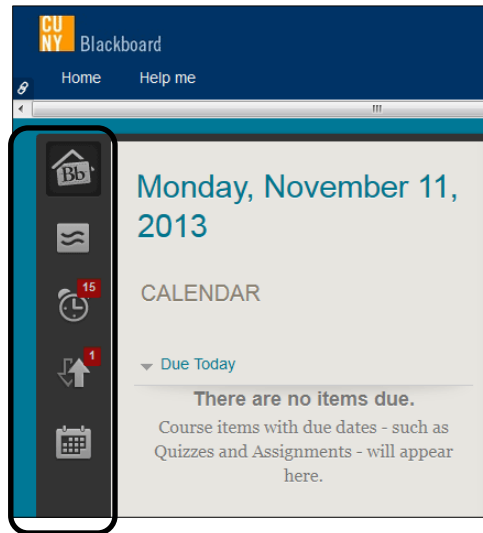 CU
NY Blackboard
Home Help me
Bb
Monday, November 11,
2013
15
CALENDAR
1
Due Today
There are no items due.
Course items with due dates - such as
Quizzes and Assignments - will appear
here.